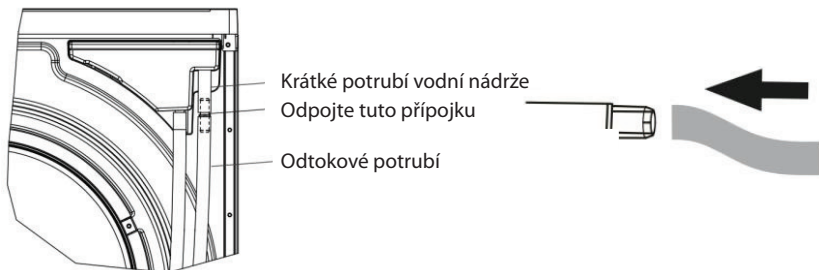 Krátké potrubí vodní nádrže
Odpojte tuto přípojku
Odtokové potrubí